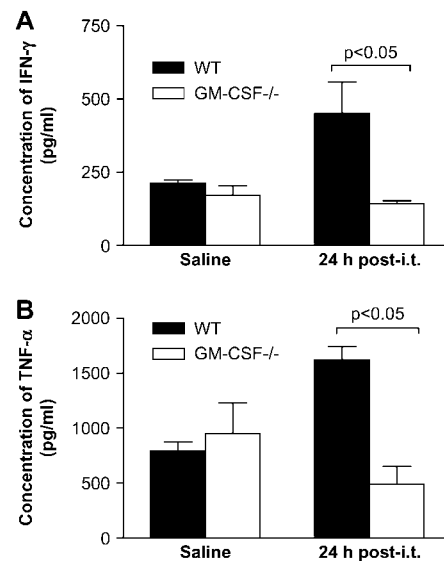 A
Concentration of IFN-γ
(pg/ml)
750
500
250
0
WT
GM-CSF-/-
p<0.05
Saline
24 h post-i.t.
B
Concentration of TNF-α
(pg/ml)
2000
1500
1000
500
0
WT
GM-CSF-/-
p<0.05
Saline
24 h post-i.t.